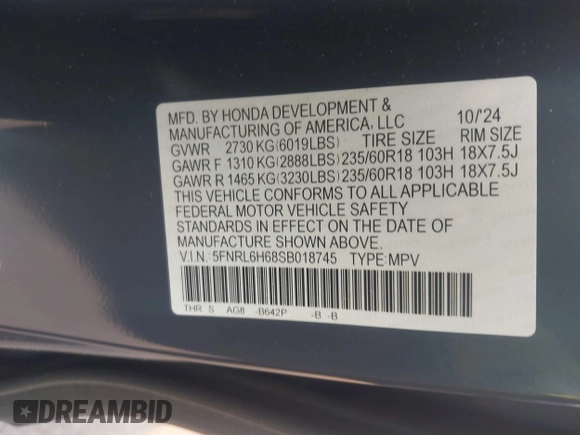 MFD. BY HONDA DEVELOPMENT &
MANUFACTURING OF AMERICA, LLC 10/'24
GVWR 2730 KG(6019LBS) TIRE SIZE RIM SIZE
GAWR F 1310 KG(2888LBS) 235/60R18 103H 18X7.5J
GAWR R 1465 KG(3230LBS) 235/60R18 103H 18X7.5J
THIS VEHICLE CONFORMS TO ALL APPLICABLE
FEDERAL MOTOR VEHICLE SAFETY
STANDARDS IN EFFECT ON THE DATE OF
MANUFACTURE SHOWN ABOVE.
V.I.N. 5FNRL6H68SB018745 TYPE:MPV
THR S AG8 -B642P -B -B
DREAMBID